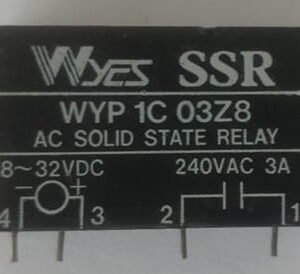 WYES SSR
WYP 1C 03Z8
AC SOLID STATE RELAY
8~32VDC 240VAC 3A
- +
4 3 2 1